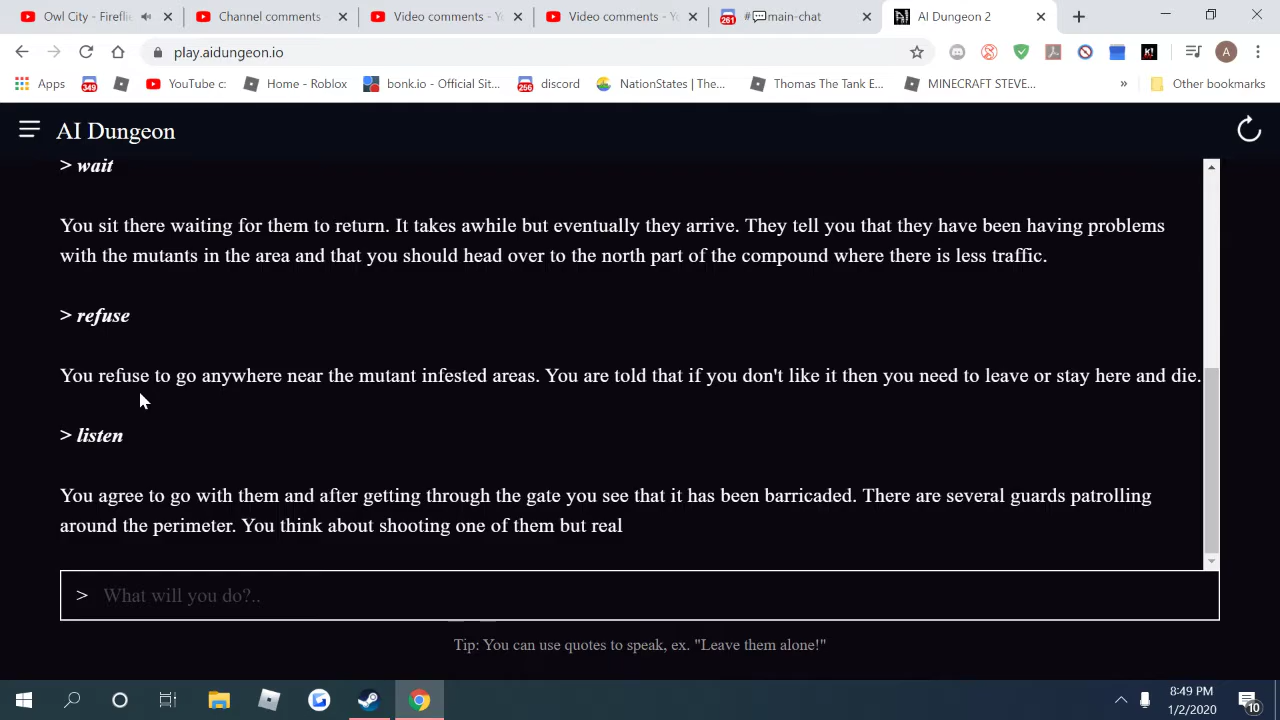 Owl City - Firefli
Channel comments -
Video comments - Y
Video comments - Y
261 #💬main-chat
AI Dungeon 2
play.aidungeon.io
A
Apps
349
YouTube c:
Home - Roblox
bonk.io - Official Sit...
256 discord
NationStates | The...
Thomas The Tank E...
MINECRAFT STEVE...
»
Other bookmarks
AI Dungeon
> wait
You sit there waiting for them to return. It takes awhile but eventually they arrive. They tell you that they have been having problems
with the mutants in the area and that you should head over to the north part of the compound where there is less traffic.
> refuse
You refuse to go anywhere near the mutant infested areas. You are told that if you don't like it then you need to leave or stay here and die.
> listen
You agree to go with them and after getting through the gate you see that it has been barricaded. There are several guards patrolling
around the perimeter. You think about shooting one of them but real
> What will you do?..
Tip: You can use quotes to speak, ex. "Leave them alone!"
8:49 PM
1/2/2020
10